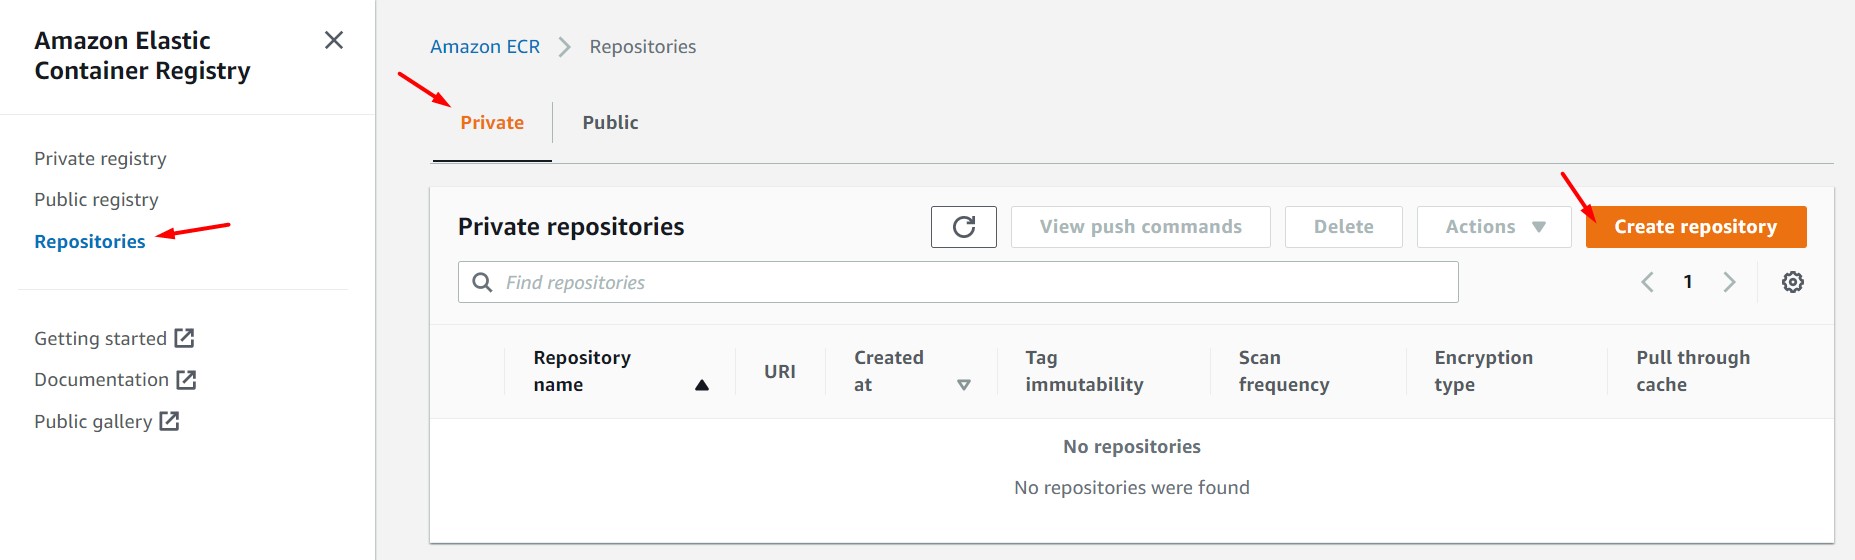 Amazon Elastic
Container Registry
Private registry
Public registry
Repositories
Getting started
Documentation
Public gallery
Amazon ECR
Repositories
Private
Public
Private repositories
View push commands
Delete
Actions
Create repository
Find repositories
1
Repository
name
URI
Created
at
Tag
immutability
Scan
frequency
Encryption
type
Pull through
cache
No repositories
No repositories were found